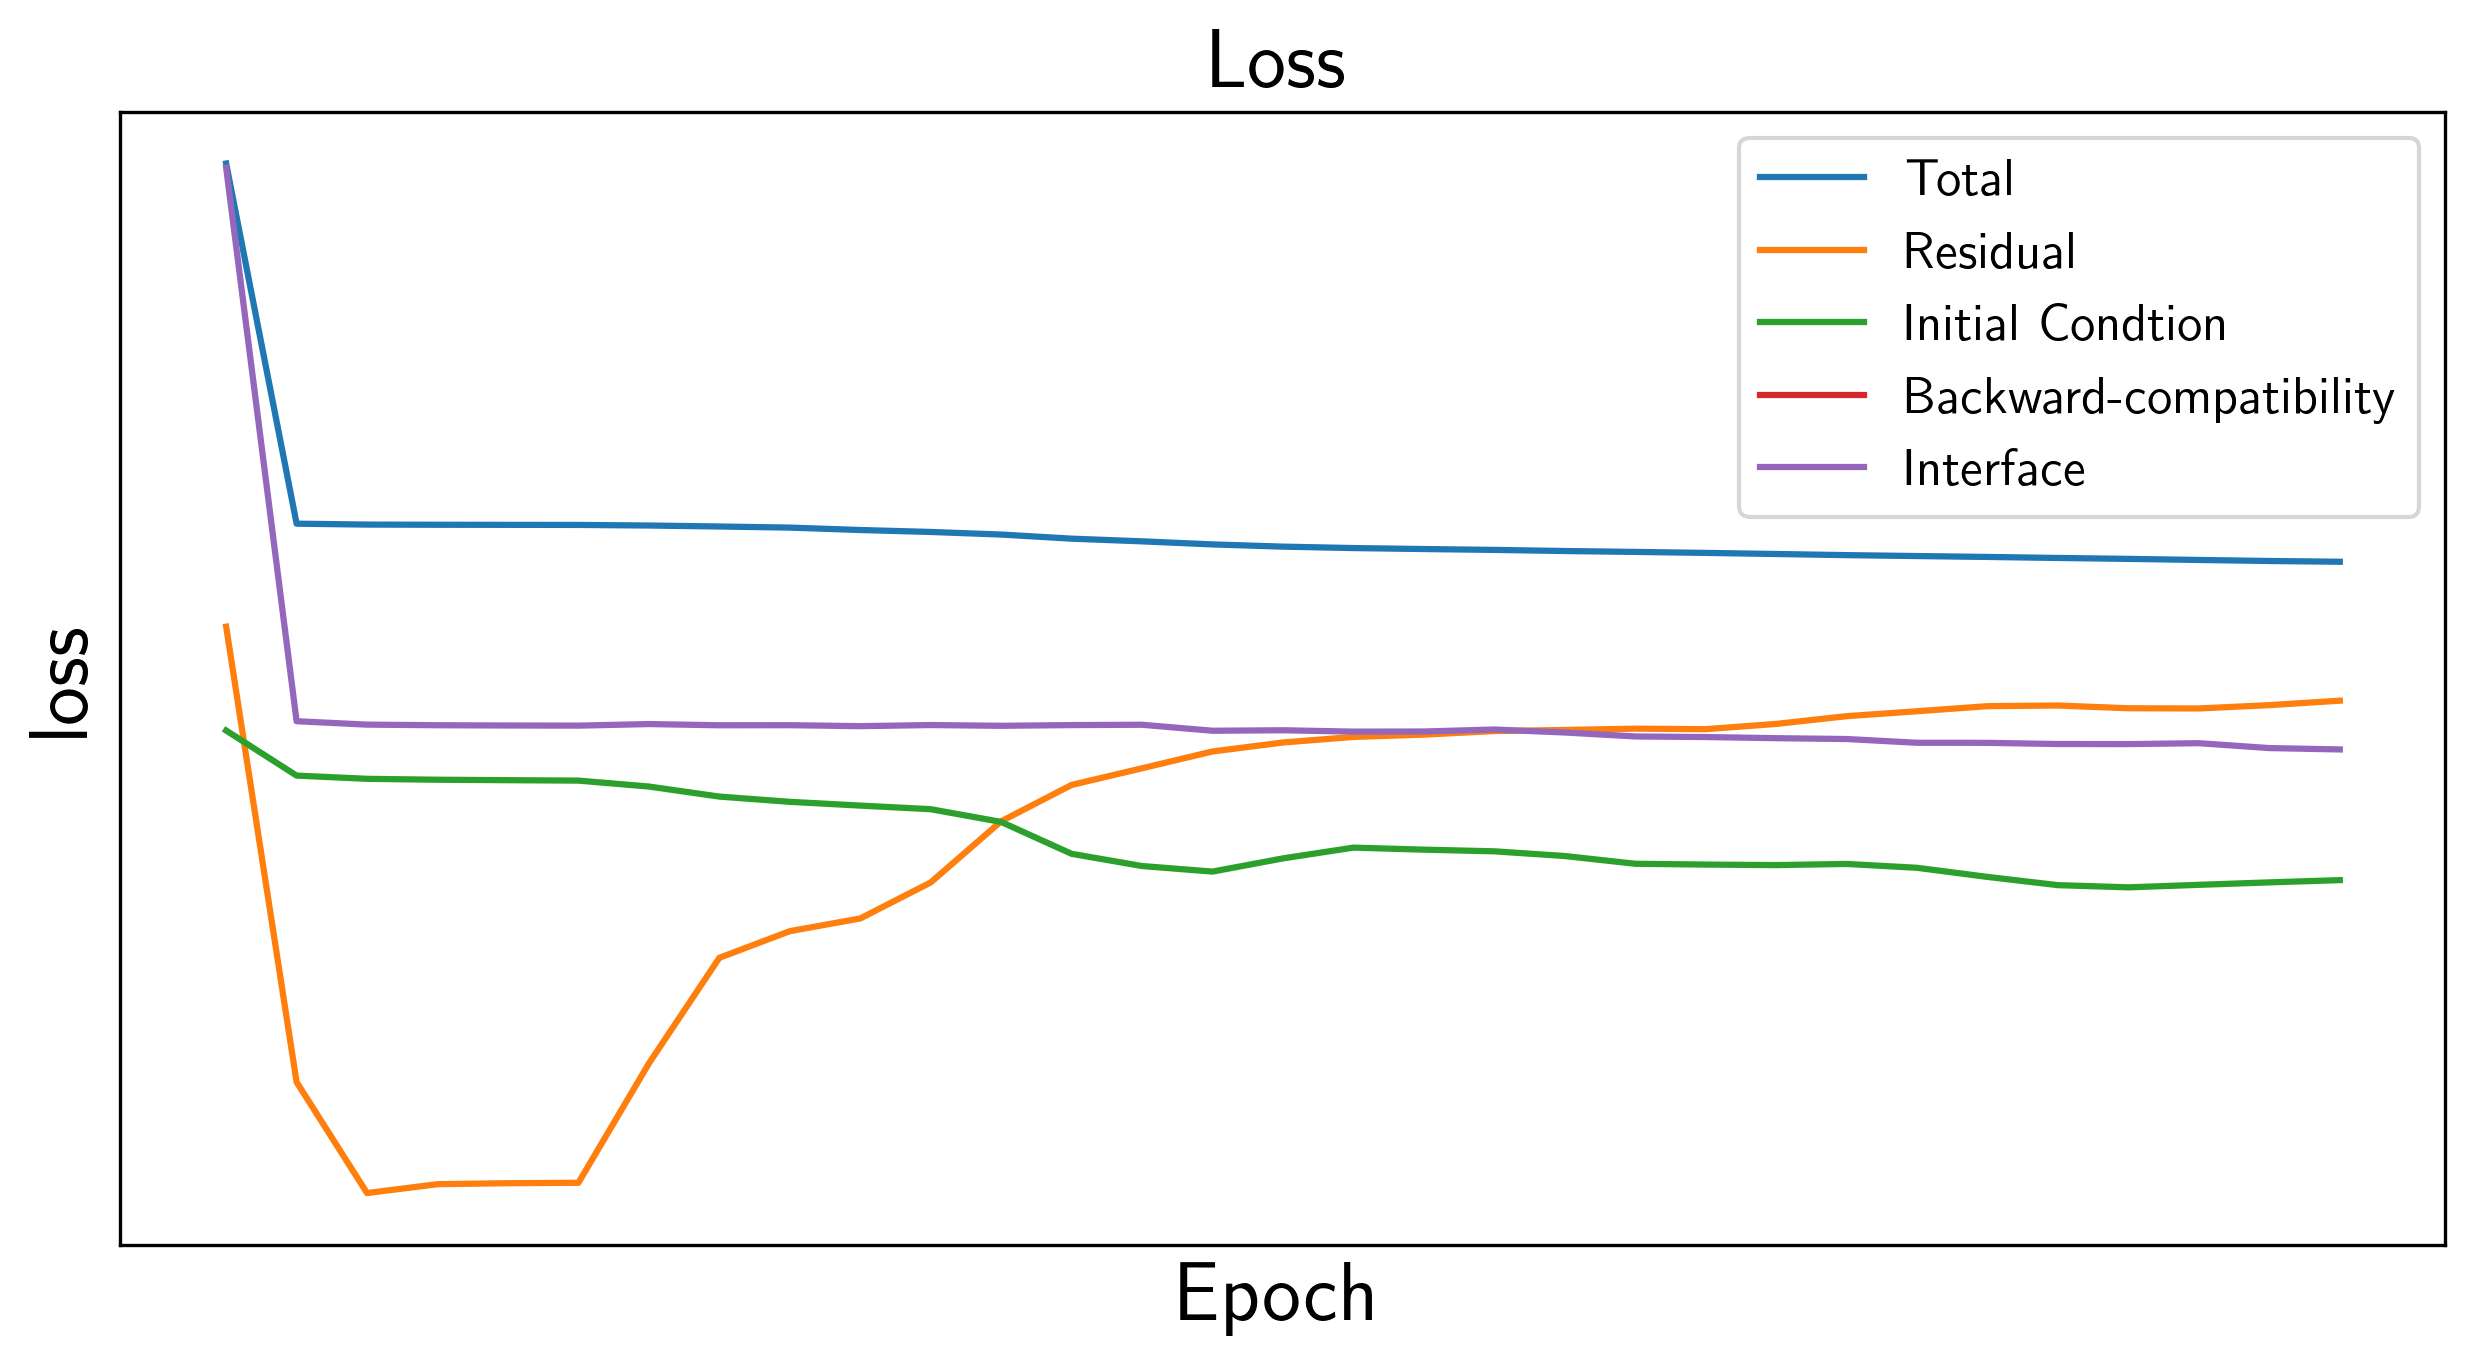 Loss
Total
Residual
Initial Condtion
Backward-compatibility
Interface
loss
Epoch